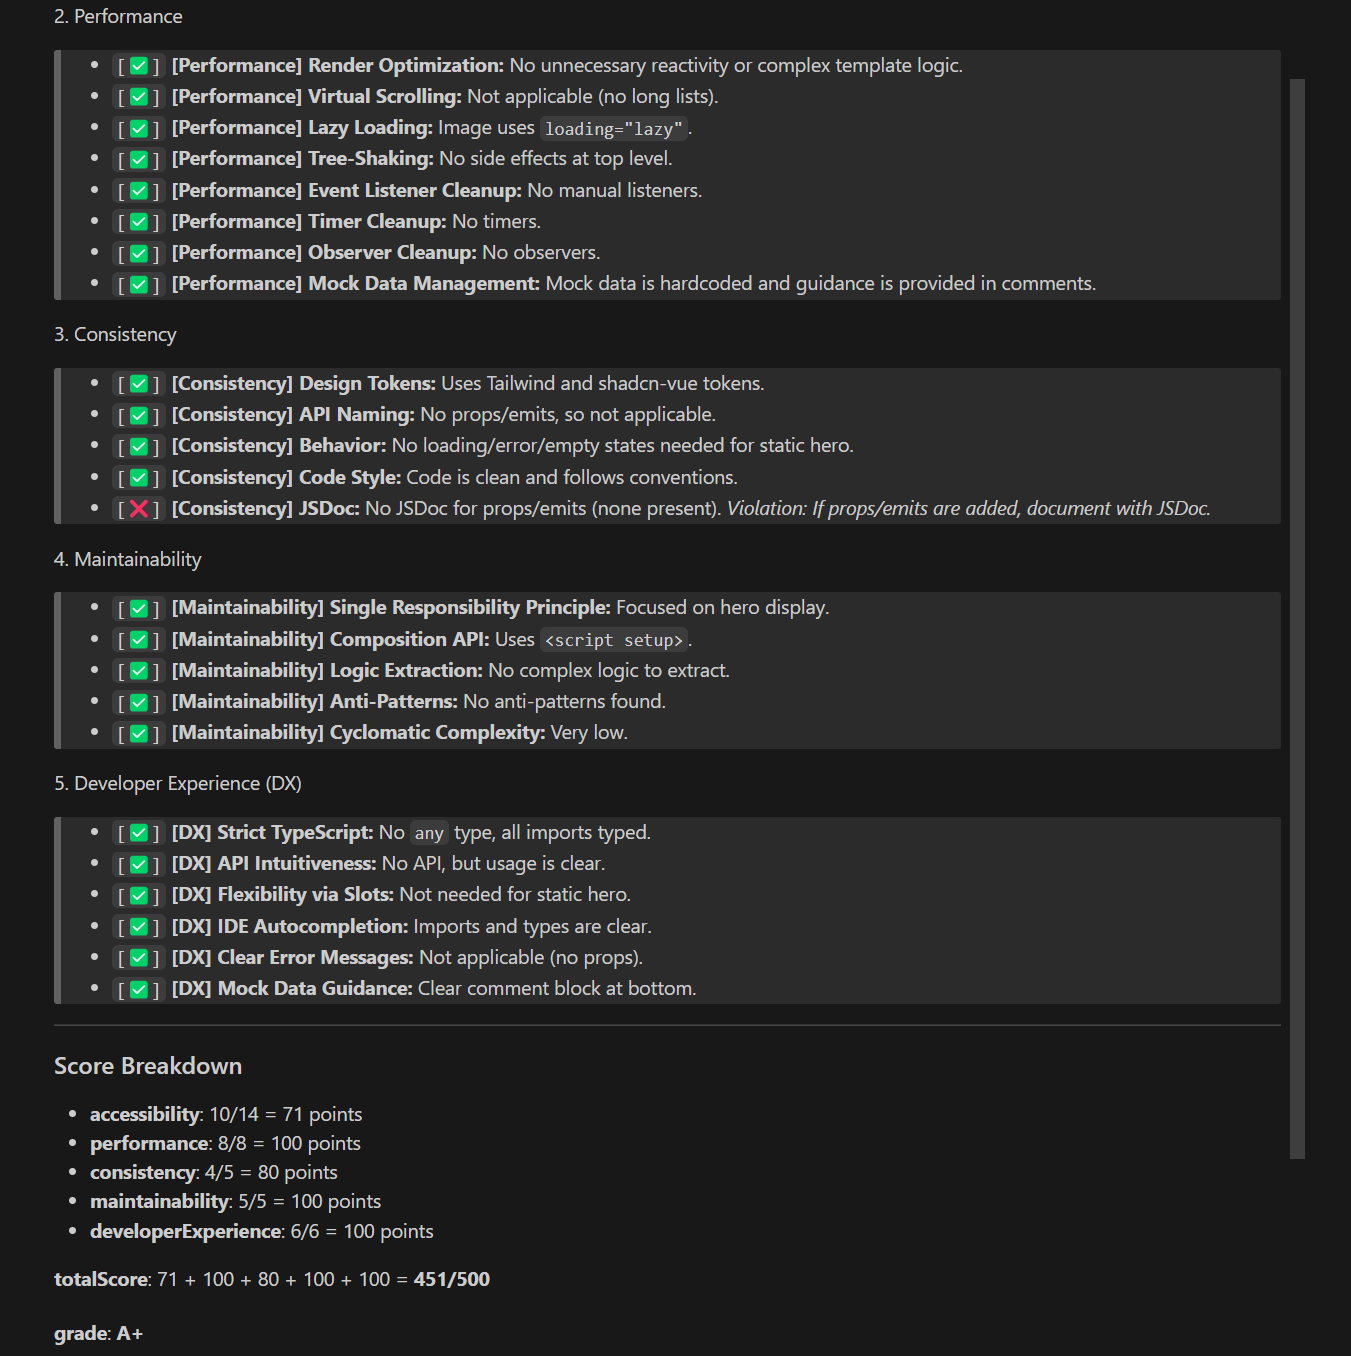 2. Performance
• [✅] [Performance] Render Optimization: No unnecessary reactivity or complex template logic.
• [✅] [Performance] Virtual Scrolling: Not applicable (no long lists).
• [✅] [Performance] Lazy Loading: Image uses loading="lazy".
• [✅] [Performance] Tree-Shaking: No side effects at top level.
• [✅] [Performance] Event Listener Cleanup: No manual listeners.
• [✅] [Performance] Timer Cleanup: No timers.
• [✅] [Performance] Observer Cleanup: No observers.
• [✅] [Performance] Mock Data Management: Mock data is hardcoded and guidance is provided in comments.
3. Consistency
• [✅] [Consistency] Design Tokens: Uses Tailwind and shadcn-vue tokens.
• [✅] [Consistency] API Naming: No props/emits, so not applicable.
• [✅] [Consistency] Behavior: No loading/error/empty states needed for static hero.
• [✅] [Consistency] Code Style: Code is clean and follows conventions.
• [❌] [Consistency] JSDoc: No JSDoc for props/emits (none present). Violation: If props/emits are added, document with JSDoc.
4. Maintainability
• [✅] [Maintainability] Single Responsibility Principle: Focused on hero display.
• [✅] [Maintainability] Composition API: Uses <script setup>.
• [✅] [Maintainability] Logic Extraction: No complex logic to extract.
• [✅] [Maintainability] Anti-Patterns: No anti-patterns found.
• [✅] [Maintainability] Cyclomatic Complexity: Very low.
5. Developer Experience (DX)
• [✅] [DX] Strict TypeScript: No any type, all imports typed.
• [✅] [DX] API Intuitiveness: No API, but usage is clear.
• [✅] [DX] Flexibility via Slots: Not needed for static hero.
• [✅] [DX] IDE Autocompletion: Imports and types are clear.
• [✅] [DX] Clear Error Messages: Not applicable (no props).
• [✅] [DX] Mock Data Guidance: Clear comment block at bottom.
Score Breakdown
• accessibility: 10/14 = 71 points
• performance: 8/8 = 100 points
• consistency: 4/5 = 80 points
• maintainability: 5/5 = 100 points
• developerExperience: 6/6 = 100 points
totalScore: 71 + 100 + 80 + 100 + 100 = 451/500
grade: A+